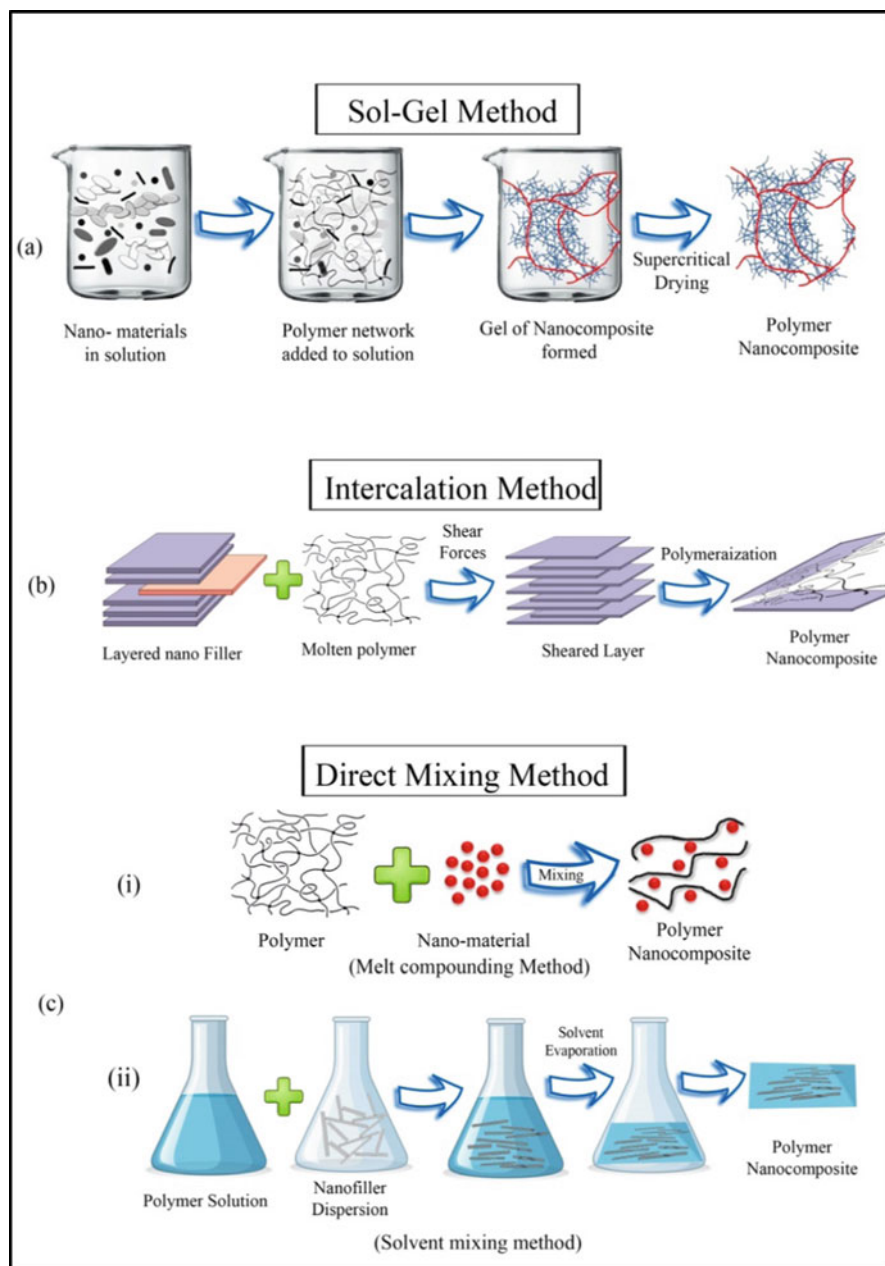 Sol-Gel Method
(a)
Nano- materials
in solution
Polymer network
added to solution
Gel of Nanocomposite
formed
Supercritical
Drying
Polymer
Nanocomposite
Intercalation Method
(b)
Layered nano Filler
Molten polymer
Shear
Forces
Sheared Layer
Polymeraization
Polymer
Nanocomposite
Direct Mixing Method
(c)
(i)
Polymer
Nano-material
(Melt compounding Method)
Mixing
Polymer
Nanocomposite
(ii)
Polymer Solution
Nanofiller
Dispersion
Solvent
Evaporation
Polymer
Nanocomposite
(Solvent mixing method)